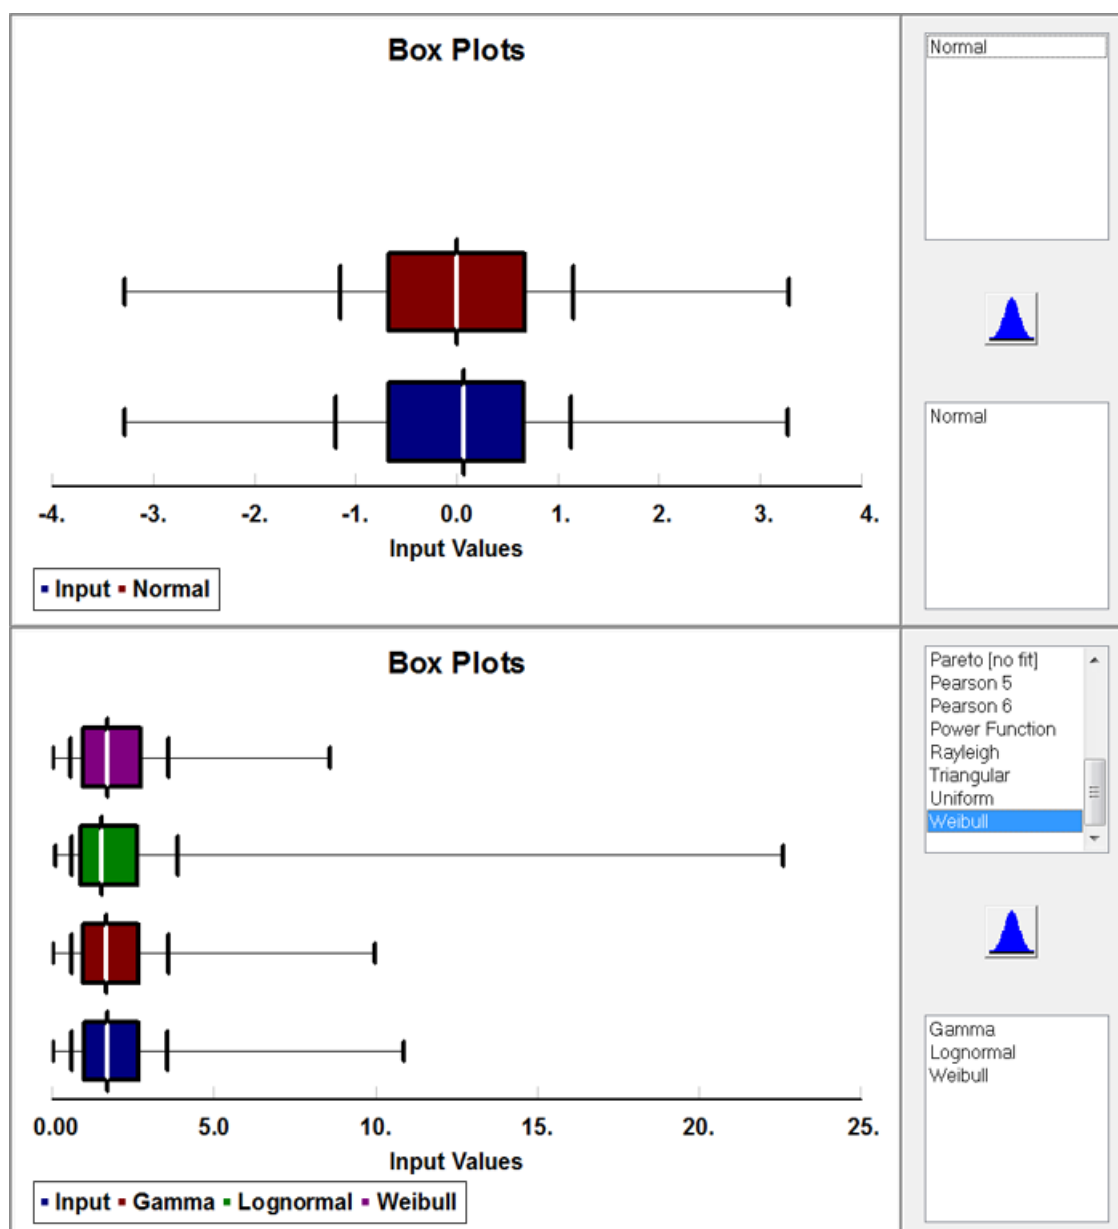 Box Plots
-4. -3. -2. -1. 0.0 1. 2. 3. 4.
Input Values
Input Normal
Normal
Normal
Box Plots
0.00 5.0 10. 15. 20. 25.
Input Values
Input Gamma Lognormal Weibull
Pareto [no fit]
Pearson 5
Pearson 6
Power Function
Rayleigh
Triangular
Uniform
Weibull
Gamma
Lognormal
Weibull